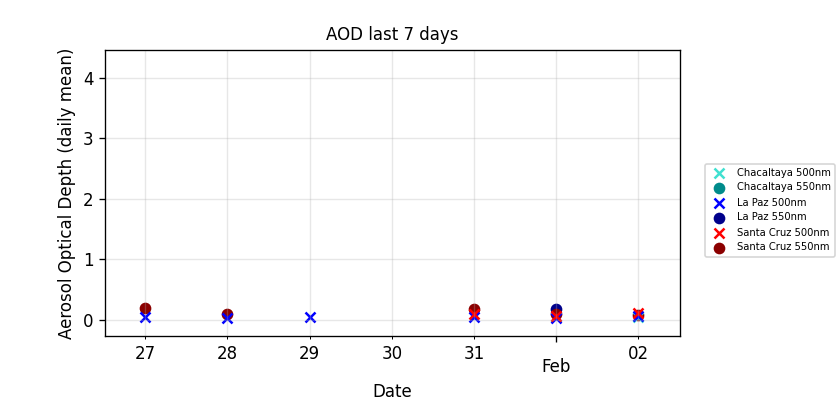 AOD last 7 days
Aerosol Optical Depth (daily mean)
4
3
2
1
0
27 28 29 30 31 Feb 02
Date
Chacaltaya 500nm
Chacaltaya 550nm
La Paz 500nm
La Paz 550nm
Santa Cruz 500nm
Santa Cruz 550nm